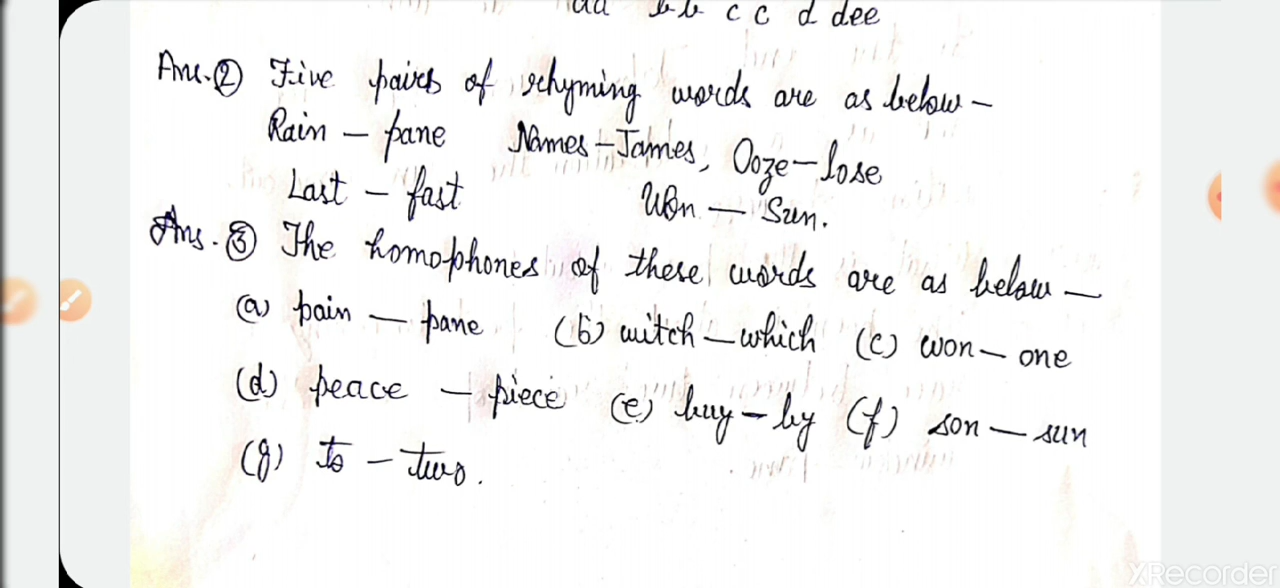 aa bb cc d dee
Ans. ② Five pairs of rhyming words are as below –
Rain – pane Names – James, Ooze – lose
Last – fast Won – Sun.
Ans. ③ The homophones of these words are as below –
(a) pain – pane (b) witch – which (c) won – one
(d) peace – piece (e) buy – by (f) son – sun
(g) to – two.
XRecorder